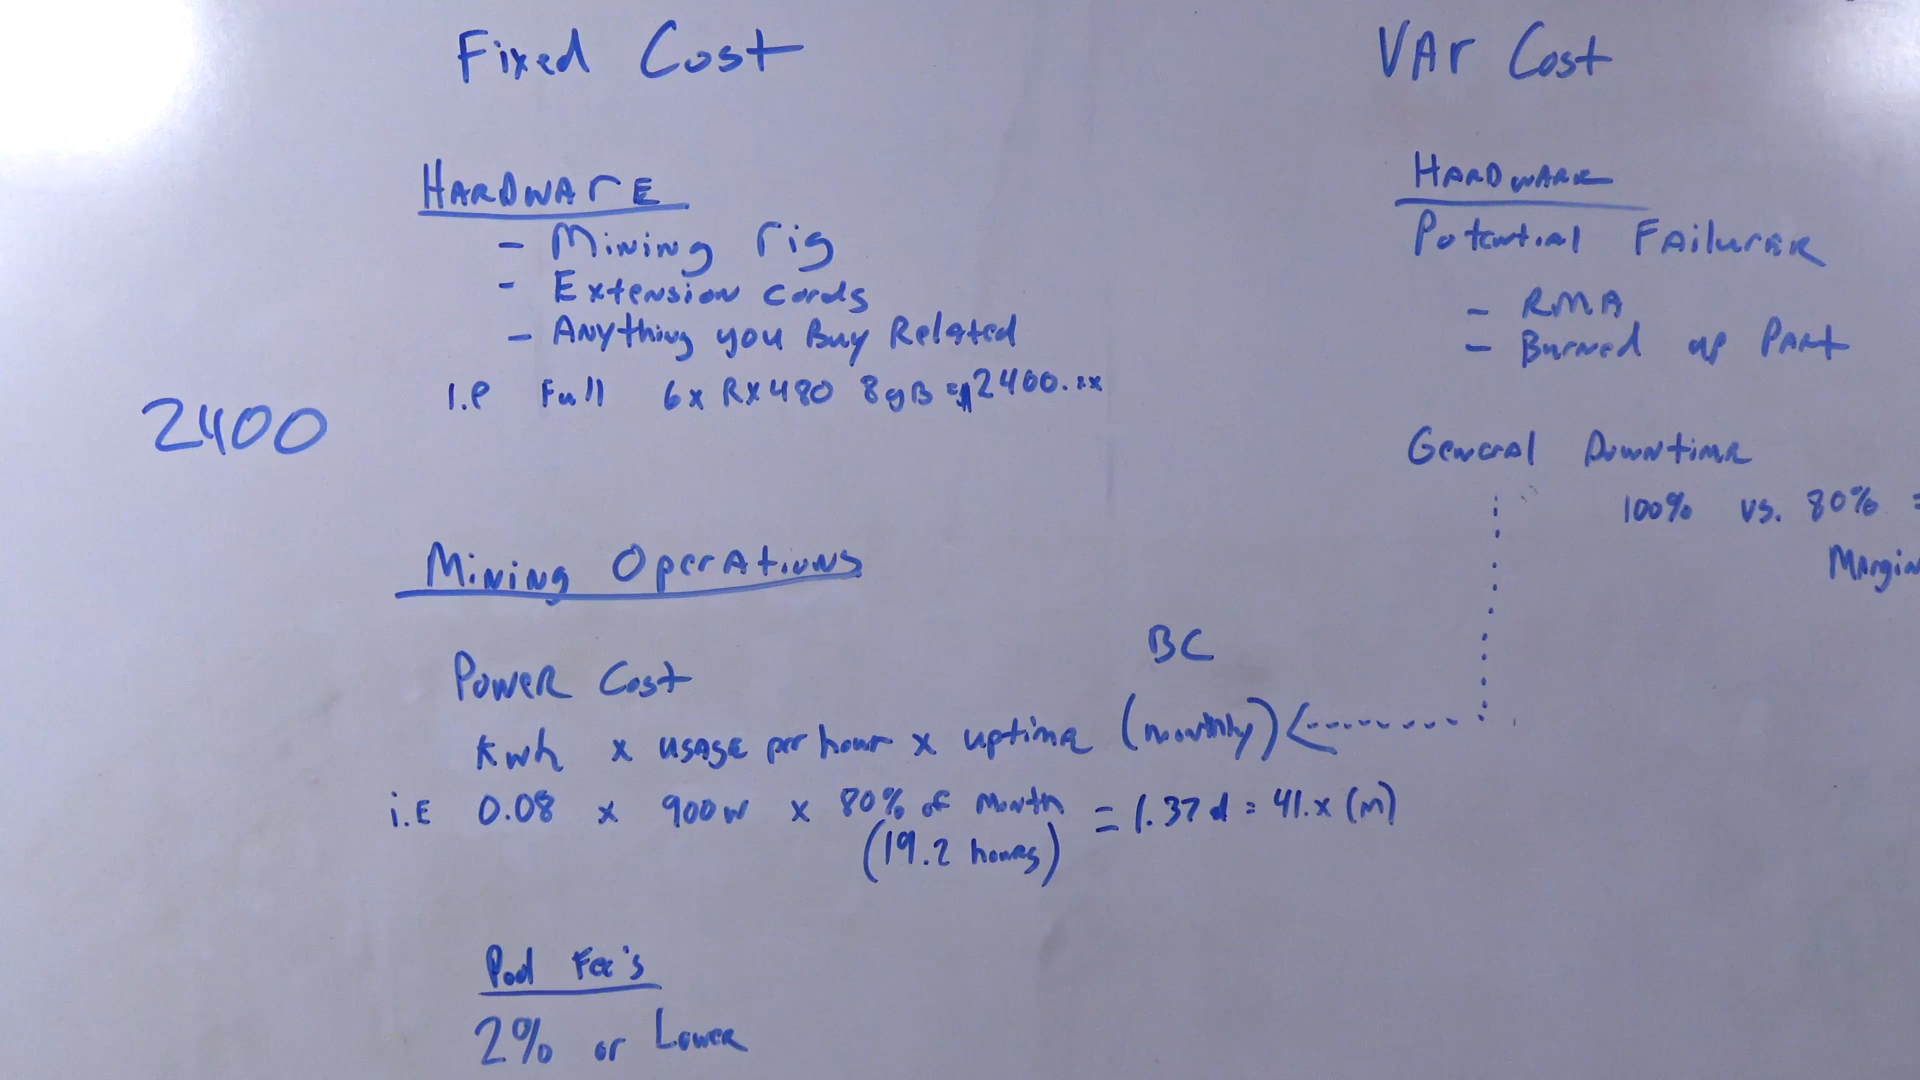 Fixed Cost
HARDWARE
- Mining rig
- Extension cords
- Anything you Buy Related
i.e Full 6x RX480 8gB = $2400.xx
2400
Mining Operations
Power Cost
BC
Kwh x usage per hour x uptime (monthly)
i.E 0.08 x 900w x 80% of Month = 1.37d = 41.x (m)
(19.2 hours)
Pool Fee's
2% or Lower
VAr Cost
HARDWARE
Potential
- RMA
- Burned up Part
General Downtime
100% vs. 80% =
Margin